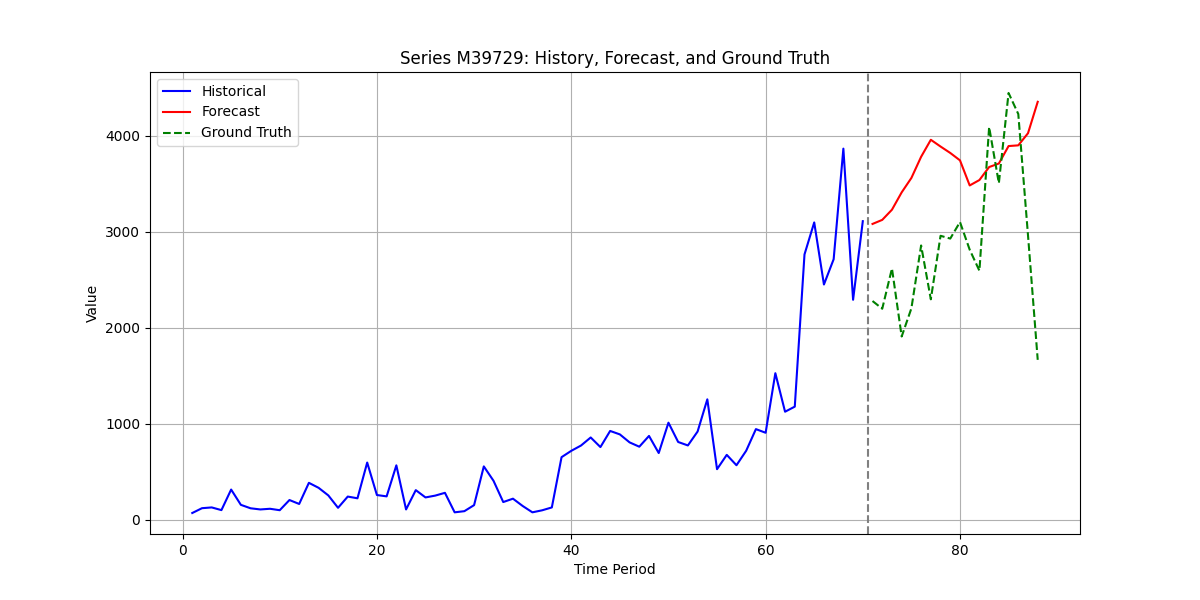 Series M39729: History, Forecast, and Ground Truth
Historical
Forecast
Ground Truth
4000
3000
2000
1000
0
Value
0 20 40 60 80
Time Period